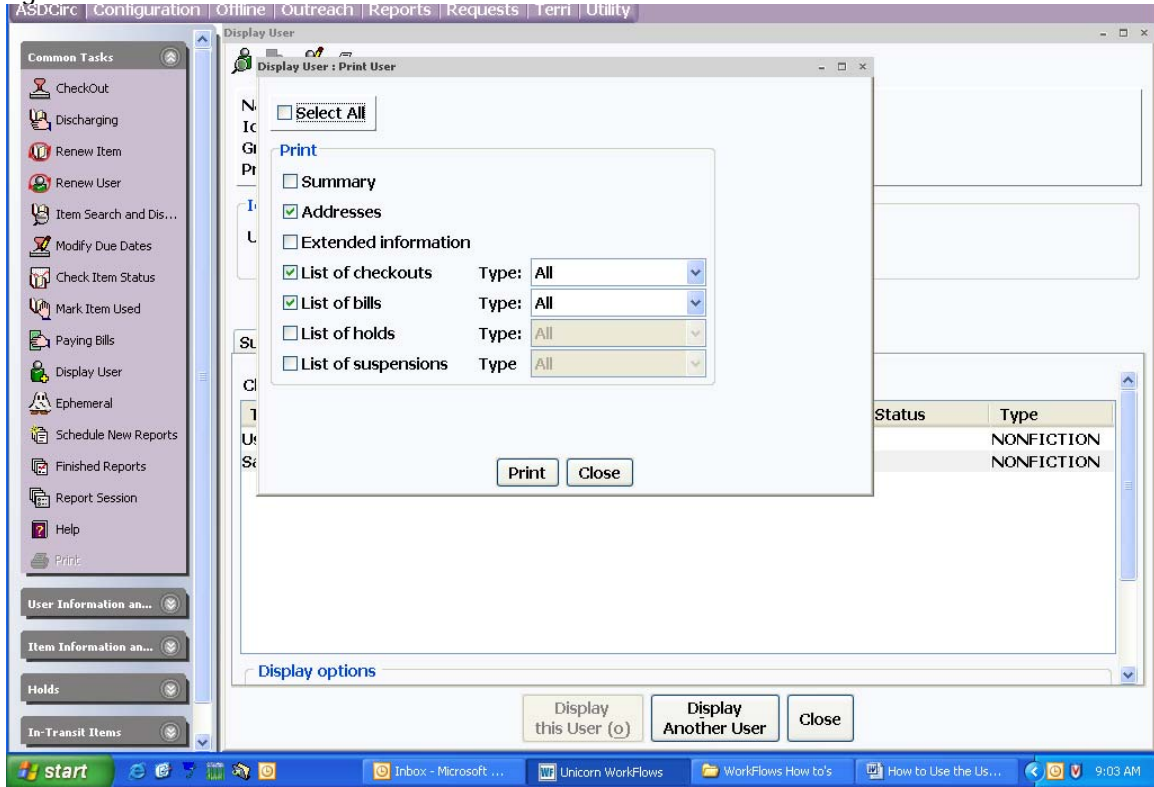 ASDCirc | Configuration | Offline | Outreach | Reports | Requests | Terri | Utility
Common Tasks
CheckOut
Discharging
Renew Item
Renew User
Item Search and Dis...
Modify Due Dates
Check Item Status
Mark Item Used
Paying Bills
Display User
Ephemeral
Schedule New Reports
Finished Reports
Report Session
Help
Print
User Information an...
Item Information an...
Holds
In-Transit Items
Display User
Display User : Print User
Select All
Print
Summary
Addresses
Extended information
List of checkouts Type: All
List of bills Type: All
List of holds Type: All
List of suspensions Type All
Print Close
Status Type
NONFICTION
NONFICTION
Display options
Display this User (o)
Display Another User
Close
start Inbox - Microsoft ... Unicorn WorkFlows WorkFlows How to's How to Use the Us... 9:03 AM